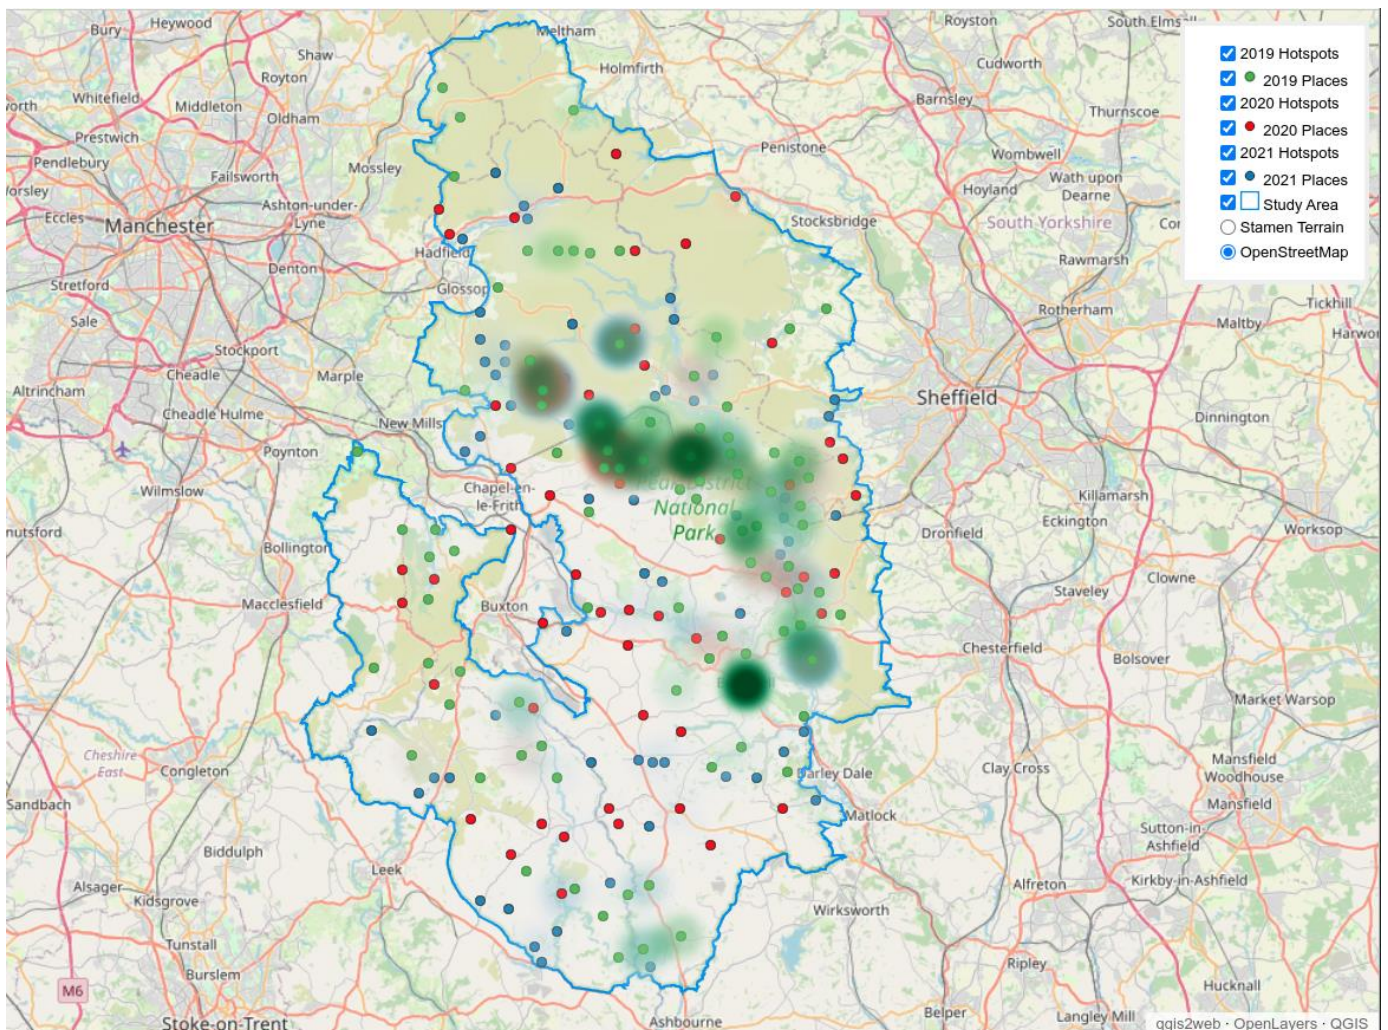 Heywood
Bury
Royston
South Elmsall
Meltham
Shaw
Cudworth
Holmfirth
Royton
Whitefield
Middleton
Barnsley
Thurnscoe
Oldham
Prestwich
Penistone
Wombwell
Pendlebury
Mossley
Failsworth
Wath upon
Dearne
Hoyland
Eccles
Ashton-under-
Lyne
Manchester
Stocksbridge
South Yorkshire
Hadfield
Rawmarsh
Denton
Stretford
Glossop
Rotherham
Tickhill
Sale
Maltby
Stockport
Cheadle
Marple
Altrincham
Sheffield
Cheadle Hulme
Dinnington
New Mills
Poynton
Chapel-en-
le-Frith
Wilmslow
Peak District
National
Park
Killamarsh
Eckington
Worksop
Dronfield
Bollington
Clowne
Staveley
Macclesfield
Buxton
Chesterfield
Bolsover
Market Warsop
Cheshire
East
Congleton
Clay Cross
Mansfield
Woodhouse
Darley Dale
Mansfield
Sandbach
Matlock
Sutton-in-
Ashfield
Biddulph
Leek
Alsager
Kidsgrove
Alfreton
Kirkby-in-Ashfield
Wirksworth
Tunstall
Burslem
Ripley
M6
Hucknall
Stoke-on-Trent
Ashbourne
Belper
Langley Mill
2019 Hotspots
2019 Places
2020 Hotspots
2020 Places
2021 Hotspots
2021 Places
Study Area
Stamen Terrain
OpenStreetMap
qgis2web · OpenLayers · QGIS